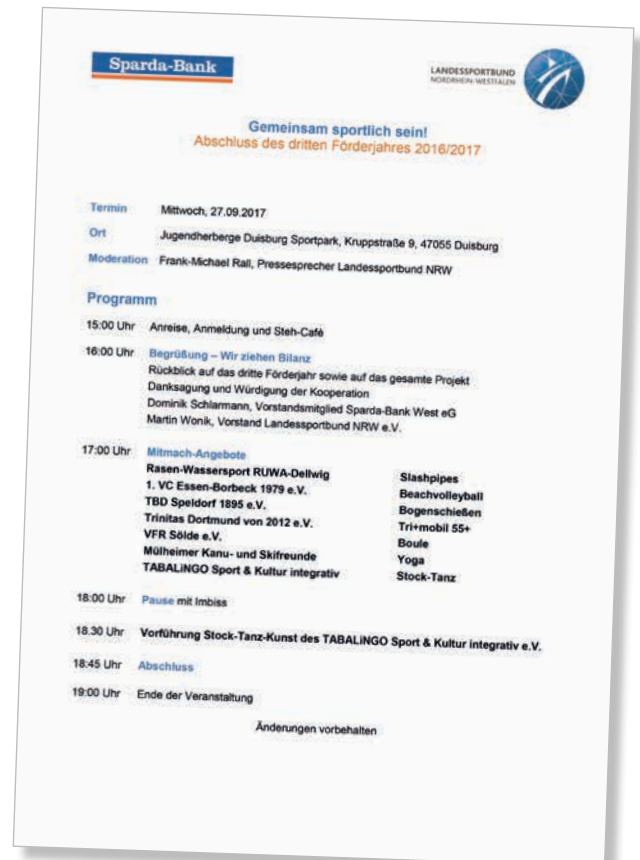 Sparda-Bank
LANDESSPORTBUND
NORDRHEIN-WESTFALEN
Gemeinsam sportlich sein!
Abschluss des dritten Förderjahres 2016/2017
Termin Mittwoch, 27.09.2017
Ort Jugendherberge Duisburg Sportpark, Kruppstraße 9, 47055 Duisburg
Moderation Frank-Michael Rall, Pressesprecher Landessportbund NRW
Programm
15:00 Uhr Anreise, Anmeldung und Steh-Café
16:00 Uhr Begrüßung – Wir ziehen Bilanz
Rückblick auf das dritte Förderjahr sowie auf das gesamte Projekt
Danksagung und Würdigung der Kooperation
Dominik Schlarmann, Vorstandsmitglied Sparda-Bank West eG
Martin Wonik, Vorstand Landessportbund NRW e.V.
17:00 Uhr Mitmach-Angebote
Rasen-Wassersport RUWA-Dellwig Slashpipes
1. VC Essen-Borbeck 1979 e.V. Beachvolleyball
TBD Speldorf 1895 e.V. Bogenschießen
Trinitas Dortmund von 2012 e.V. Tri+mobil 55+
VFR Sölde e.V. Boule
Mülheimer Kanu- und Skifreunde Yoga
TABALiNGO Sport & Kultur integrativ Stock-Tanz
18:00 Uhr Pause mit Imbiss
18.30 Uhr Vorführung Stock-Tanz-Kunst des TABALiNGO Sport & Kultur integrativ e.V.
18:45 Uhr Abschluss
19:00 Uhr Ende der Veranstaltung
Änderungen vorbehalten